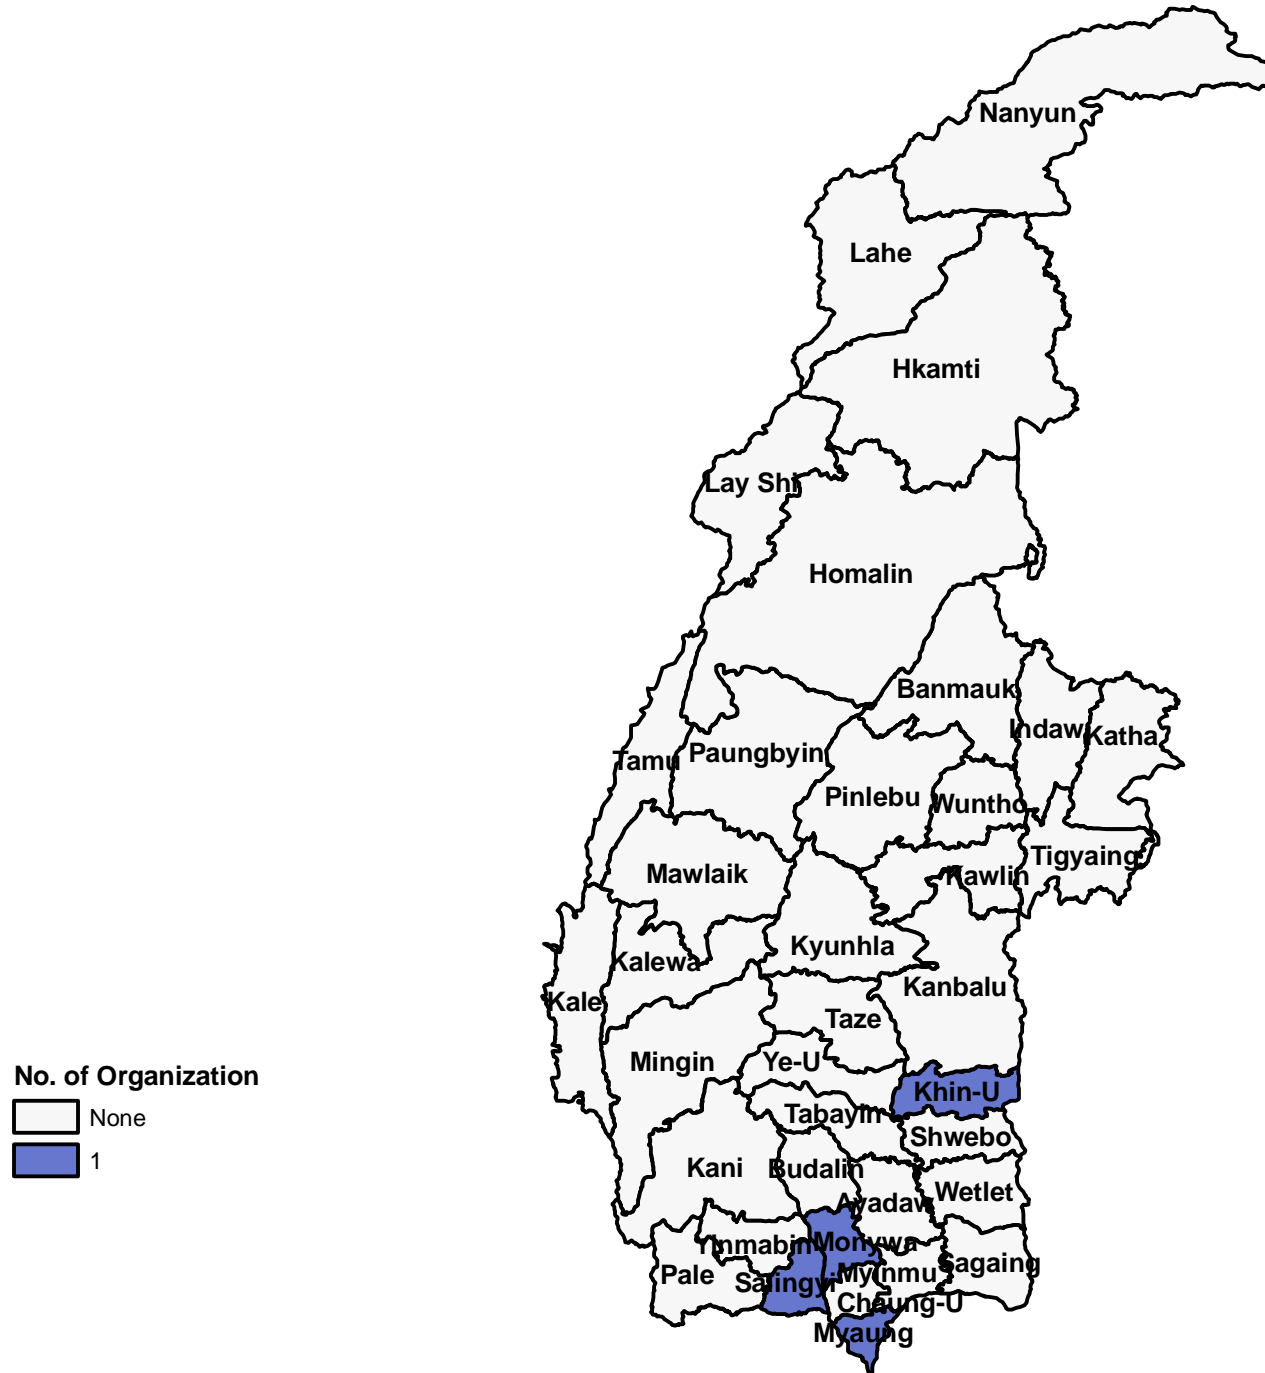 Nanyun
Lahe
Hkamti
Lay Shi
Homalin
Banmauk
Indaw
Katha
Paungbyin
Tamu
Pinlebu
Wuntho
Tigyaing
Mawlaik
Kawlin
Kyunhla
Kalewa
Kanbalu
Kale
Taze
Mingin
Ye-U
No. of Organization
None
1
Khin-U
Tabayin
Shwebo
Kani
Budalin
Wetlet
Ayadaw
Yinmabin
Monywa
Sagaing
Pale
Salingyi
Myinmu
Chaung-U
Myaung